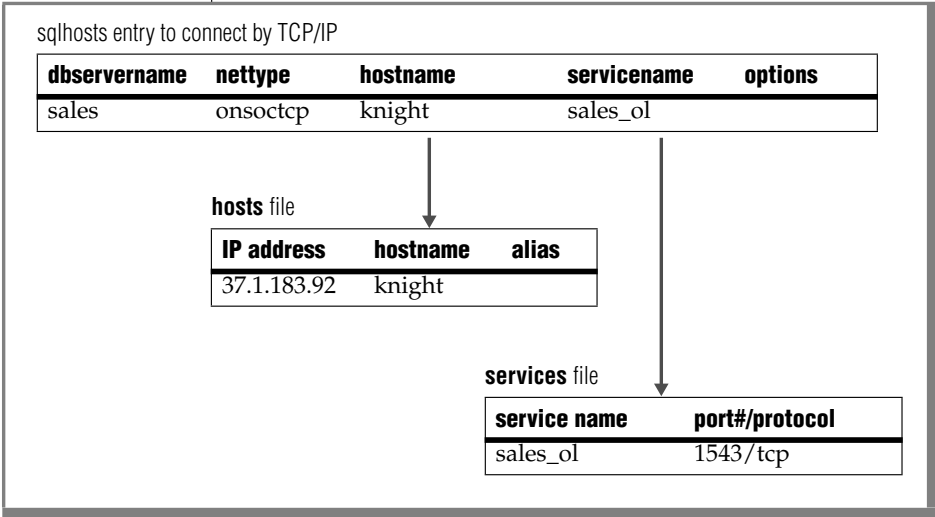 sqlhosts entry to connect by TCP/IP
dbservername nettype hostname servicename options
sales onsoctcp knight sales_ol
hosts file
IP address hostname alias
37.1.183.92 knight
services file
service name port#/protocol
sales_ol 1543/tcp